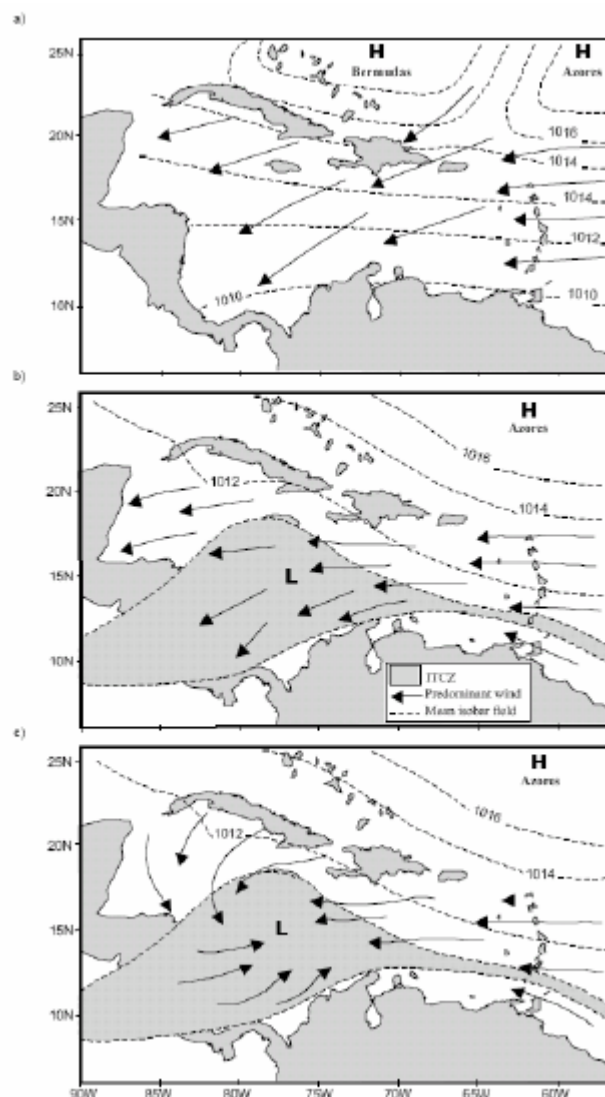 a)
25N
H
H
Bermudas
Azores
1016
20N
1014
1014
15N
1012
10N
1010
1010
b)
25N
H
Azores
1016
1012
20N
1014
15N
L
10N
ITCZ
Predominant wind
Mean isobar field
c)
25N
H
Azores
1016
1012
20N
1014
15N
L
10N
90W
85W
80W
75W
70W
65W
60W